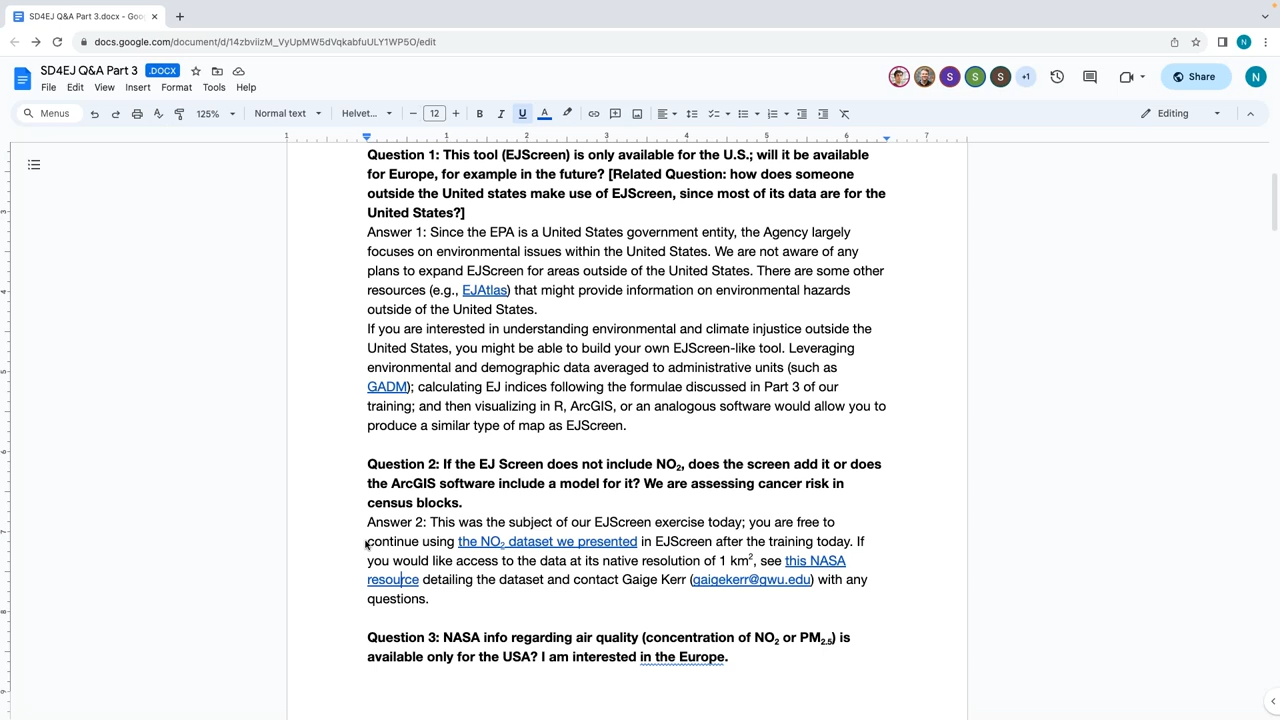 SD4EJ Q&A Part 3.docx - Goo
docs.google.com/document/d/14zbviizM_VyUpMW5dVqkabfuULY1WP5O/edit
N
SD4EJ Q&A Part 3 .DOCX
File Edit View Insert Format Tools Help
S S S +1 Share N
Menus 125% Normal text Helvet... 12 B I U A Editing
1 1 2 3 4 5 6 7
Question 1: This tool (EJScreen) is only available for the U.S.; will it be available
for Europe, for example in the future? [Related Question: how does someone
outside the United states make use of EJScreen, since most of its data are for the
United States?]
Answer 1: Since the EPA is a United States government entity, the Agency largely
focuses on environmental issues within the United States. We are not aware of any
plans to expand EJScreen for areas outside of the United States. There are some other
resources (e.g., EJAtlas) that might provide information on environmental hazards
outside of the United States.
If you are interested in understanding environmental and climate injustice outside the
United States, you might be able to build your own EJScreen-like tool. Leveraging
environmental and demographic data averaged to administrative units (such as
GADM); calculating EJ indices following the formulae discussed in Part 3 of our
training; and then visualizing in R, ArcGIS, or an analogous software would allow you to
produce a similar type of map as EJScreen.
Question 2: If the EJ Screen does not include NO₂, does the screen add it or does
the ArcGIS software include a model for it? We are assessing cancer risk in
census blocks.
Answer 2: This was the subject of our EJScreen exercise today; you are free to
continue using the NO₂ dataset we presented in EJScreen after the training today. If
you would like access to the data at its native resolution of 1 km², see this NASA
resource detailing the dataset and contact Gaige Kerr (gaigekerr@gwu.edu) with any
questions.
Question 3: NASA info regarding air quality (concentration of NO₂ or PM₂.₅) is
available only for the USA? I am interested in the Europe.
3
4
5
6
7
8
9